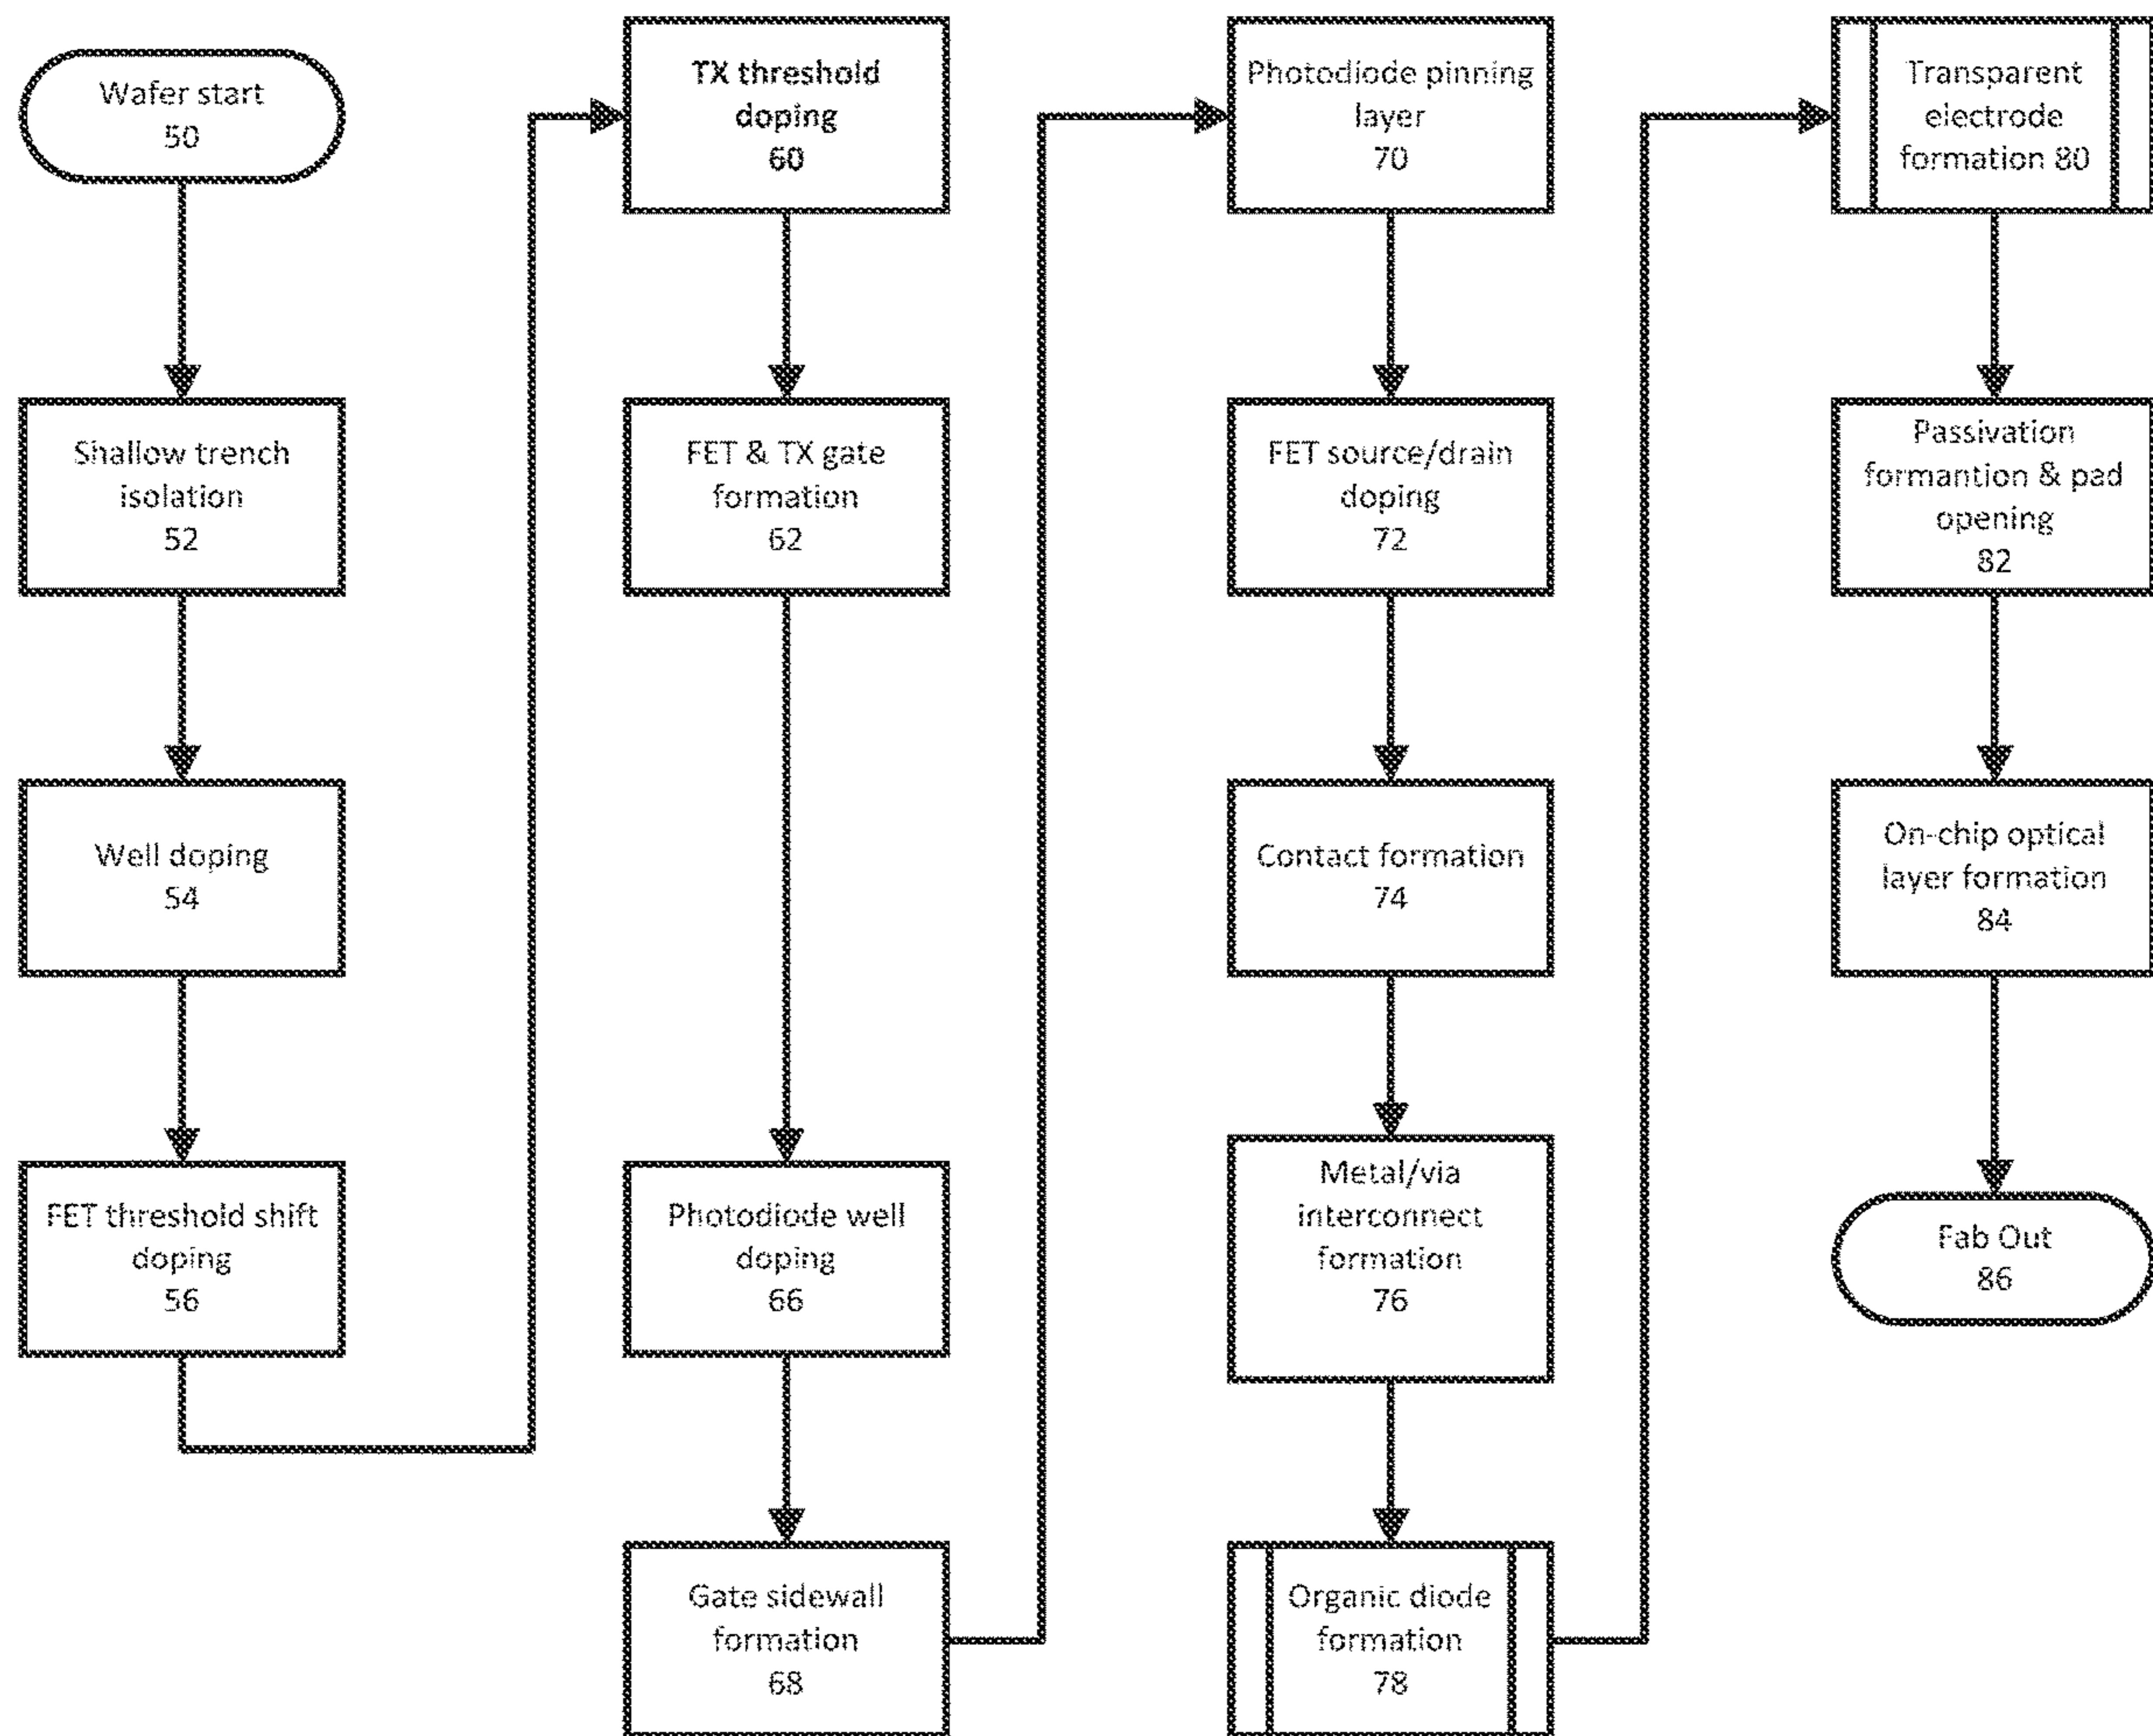 Wafer start
50
Shallow trench
isolation
52
Well doping
54
FET threshold shift
doping
56
TX threshold
doping
60
FET & TX gate
formation
62
Photodiode well
doping
66
Gate sidewall
formation
68
Photodiode pinning
layer
70
FET source/drain
doping
72
Contact formation
74
Metal/via
interconnect
formation
76
Organic diode
formation
78
Transparent
electrode
formation 80
Passivation
formantion & pad
opening
82
On-chip optical
layer formation
84
Fab Out
86